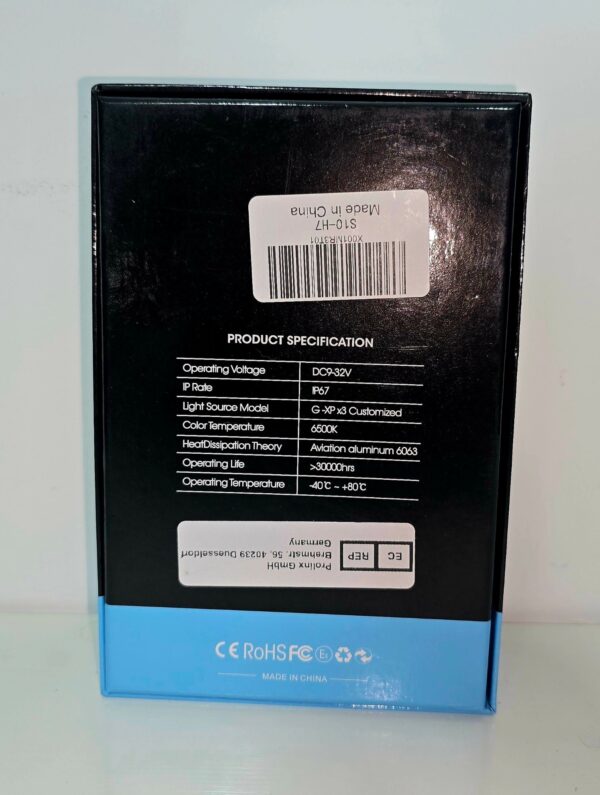 Made in China
S10-H7
X001NR3T01
PRODUCT SPECIFICATION
Operating Voltage DC9-32V
IP Rate IP67
Light Source Model G -XP x3 Customized
Color Temperature 6500K
HeatDissipation Theory Aviation aluminum 6063
Operating Life >30000hrs
Operating Temperature -40℃ ~ +80℃
EC REP
Prolinx GmbH
Brehmstr. 56, 40239 Duesseldorf
Germany
CE RoHS FC
MADE IN CHINA